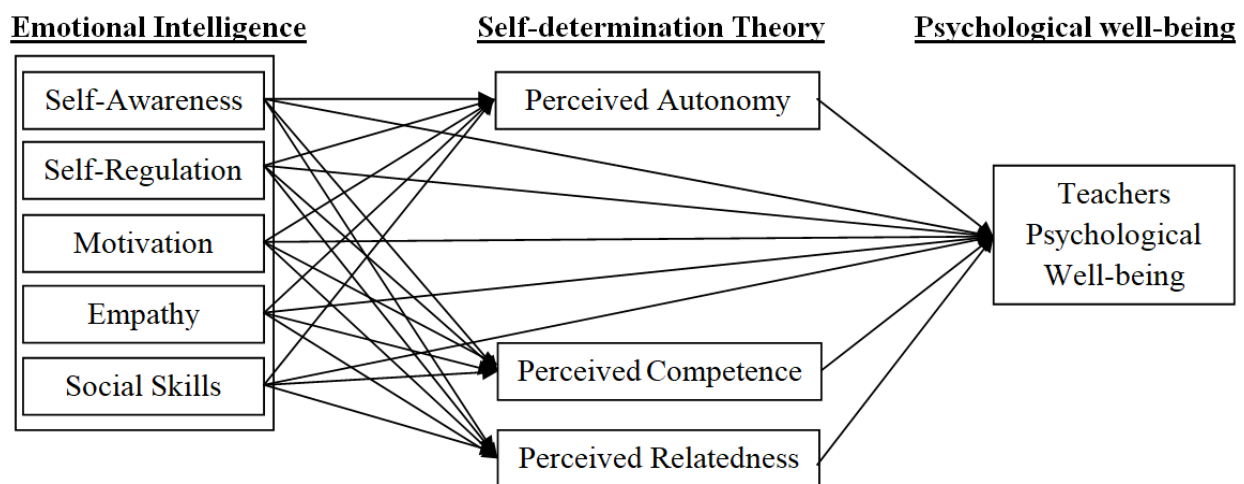 Emotional Intelligence
Self-determination Theory
Psychological well-being
Self-Awareness
Self-Regulation
Motivation
Empathy
Social Skills
Perceived Autonomy
Perceived Competence
Perceived Relatedness
Teachers
Psychological
Well-being